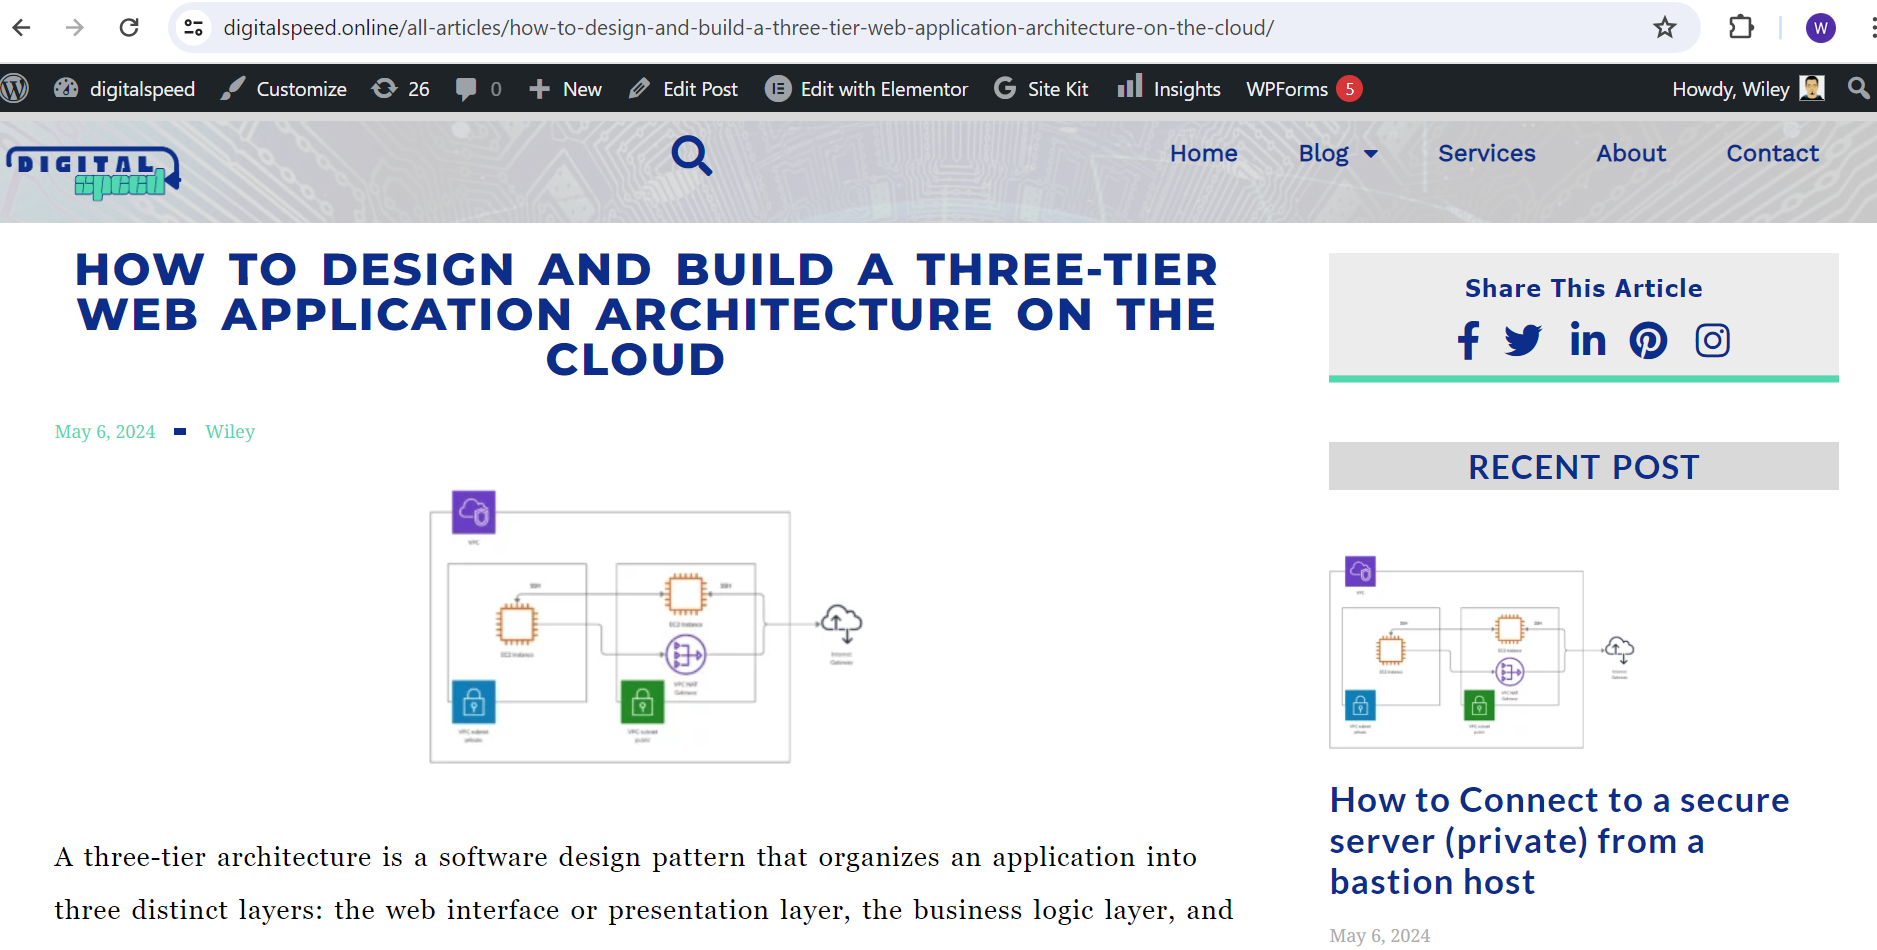 digitalspeed.online/all-articles/how-to-design-and-build-a-three-tier-web-application-architecture-on-the-cloud/
W
digitalspeed Customize 26 0 New Edit Post Edit with Elementor Site Kit Insights WPForms 5 Howdy, Wiley
DIGITAL
speed
Home Blog Services About Contact
HOW TO DESIGN AND BUILD A THREE-TIER
WEB APPLICATION ARCHITECTURE ON THE
CLOUD
May 6, 2024 Wiley
VPC
SSH
SSH
EC2 Instance
EC2 Instance
VPC NAT
Gateway
Internet
Gateway
VPC subnet
private
VPC subnet
public
A three-tier architecture is a software design pattern that organizes an application into
three distinct layers: the web interface or presentation layer, the business logic layer, and
Share This Article
RECENT POST
How to Connect to a secure
server (private) from a
bastion host
May 6, 2024